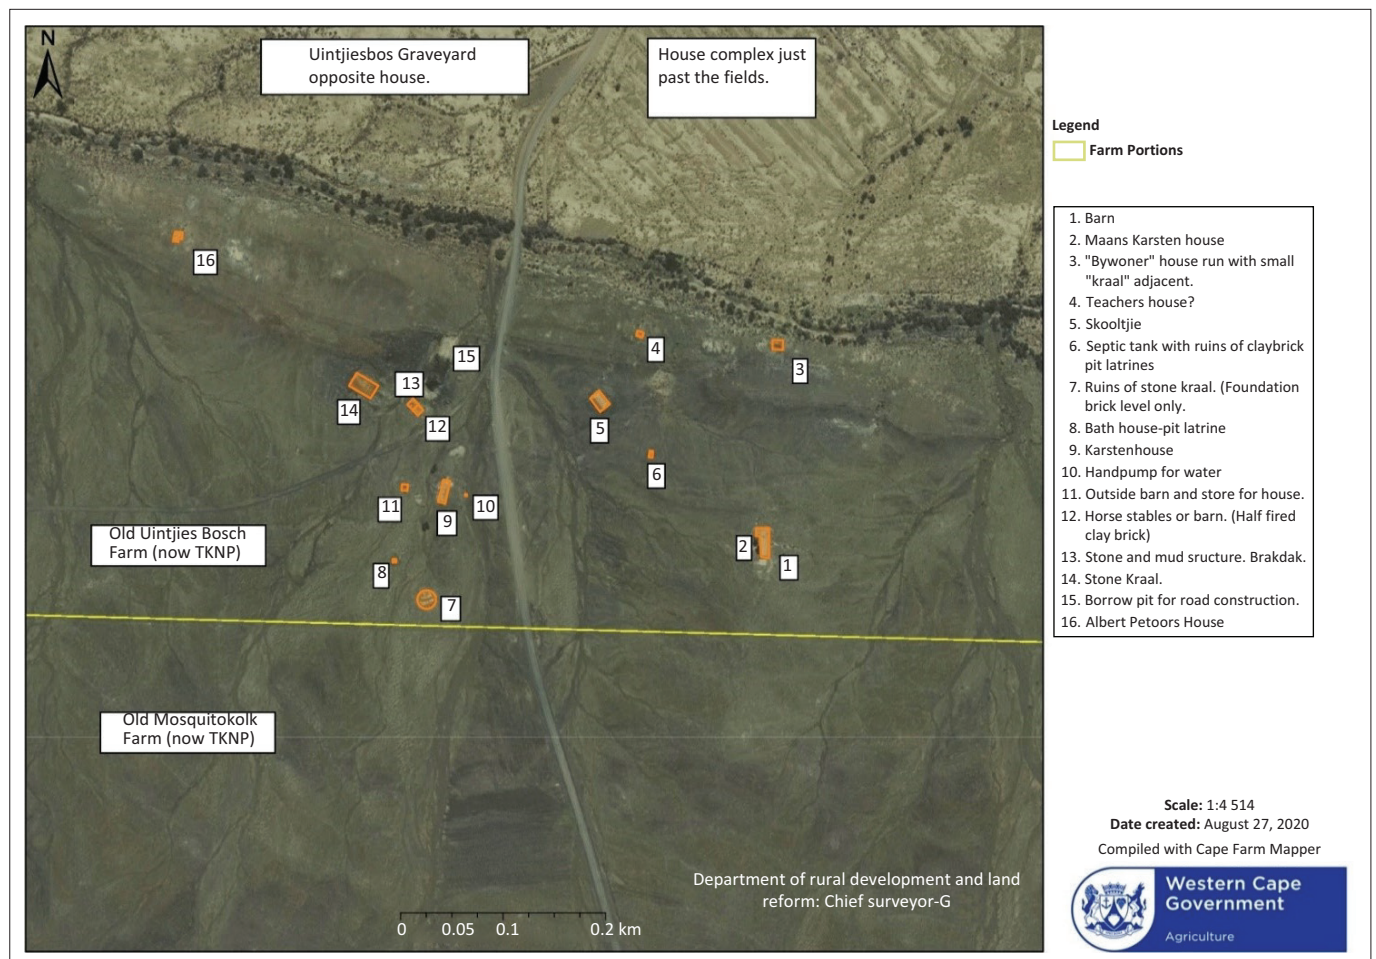 N
Uintjiesbos Graveyard
opposite house.
House complex just
past the fields.
16
15
13
14
12
4
3
5
6
11
9
10
8
7
2
1
Old Uintjies Bosch
Farm (now TKNP)
Old Mosquitokolk
Farm (now TKNP)
Department of rural development and land
reform: Chief surveyor-G
0 0.05 0.1 0.2 km
Legend
Farm Portions
1. Barn
2. Maans Karsten house
3. "Bywoner" house run with small
"kraal" adjacent.
4. Teachers house?
5. Skooltjie
6. Septic tank with ruins of claybrick
pit latrines
7. Ruins of stone kraal. (Foundation
brick level only.
8. Bath house-pit latrine
9. Karstenhouse
10. Handpump for water
11. Outside barn and store for house.
12. Horse stables or barn. (Half fired
clay brick)
13. Stone and mud sructure. Brakdak.
14. Stone Kraal.
15. Borrow pit for road construction.
16. Albert Petoors House
Scale: 1:4 514
Date created: August 27, 2020
Compiled with Cape Farm Mapper
Western Cape
Government
Agriculture